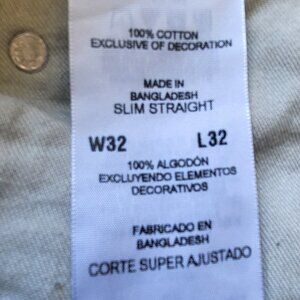 100% COTTON
EXCLUSIVE OF DECORATION
MADE IN
BANGLADESH
SLIM STRAIGHT
W32 L32
100% ALGODÓN
EXCLUYENDO ELEMENTOS
DECORATIVOS
FABRICADO EN
BANGLADESH
CORTE SUPER AJUSTADO